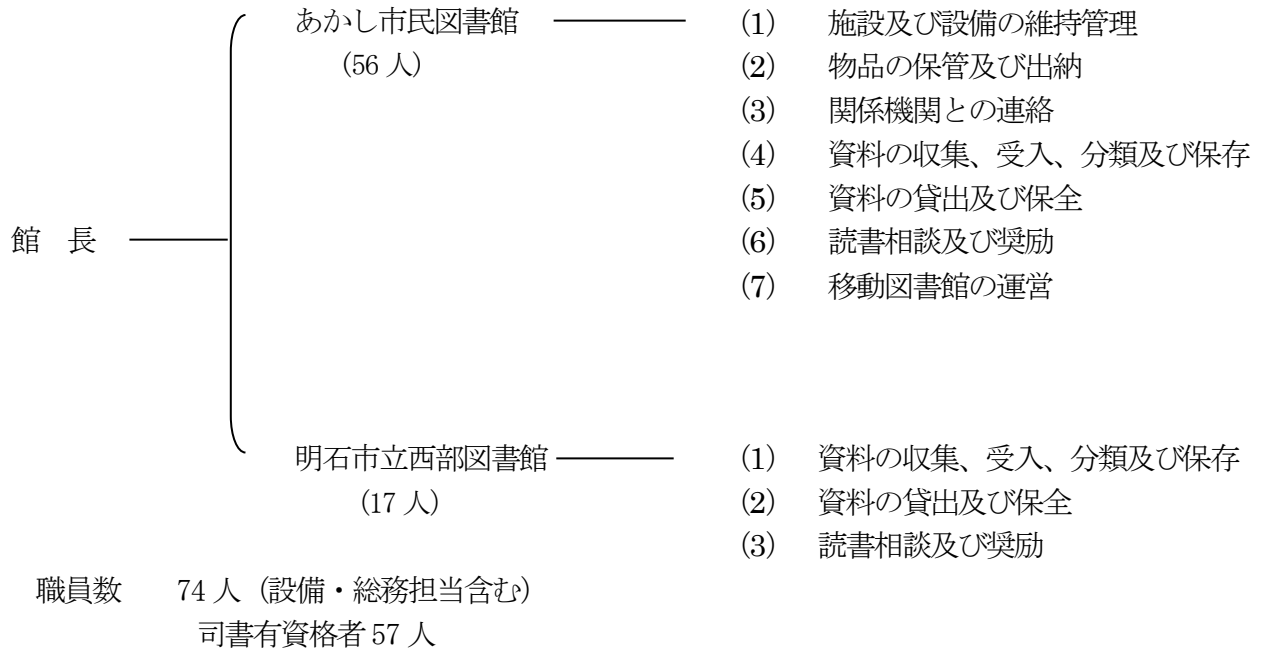 あかし市民図書館
(56 人)
(1) 施設及び設備の維持管理
(2) 物品の保管及び出納
(3) 関係機関との連絡
(4) 資料の収集、受入、分類及び保存
(5) 資料の貸出及び保全
(6) 読書相談及び奨励
(7) 移動図書館の運営
館 長
明石市立西部図書館
(17 人)
(1) 資料の収集、受入、分類及び保存
(2) 資料の貸出及び保全
(3) 読書相談及び奨励
職員数 74 人（設備・総務担当含む）
司書有資格者 57 人